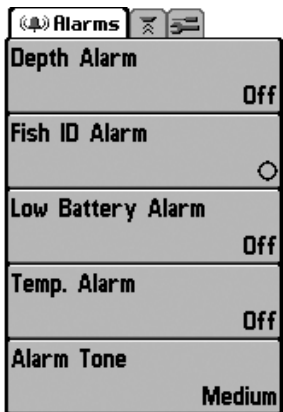 Alarms
Depth Alarm
Off
Fish ID Alarm
Low Battery Alarm
Off
Temp. Alarm
Off
Alarm Tone
Medium